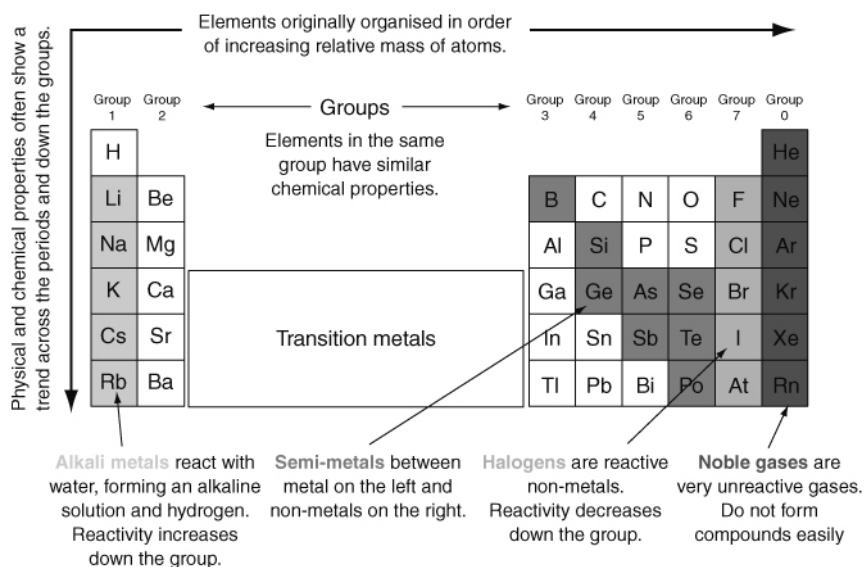 Elements originally organised in order
of increasing relative mass of atoms.
Physical and chemical properties often show a
trend across the periods and down the groups.
Group
1
Group
2
Groups
Elements in the same
group have similar
chemical properties.
Group
3
Group
4
Group
5
Group
6
Group
7
Group
0
H He
Li Be B C N O F Ne
Na Mg Al Si P S Cl Ar
K Ca Ga Ge As Se Br Kr
Transition metals
Cs Sr In Sn Sb Te I Xe
Rb Ba Tl Pb Bi Po At Rn
Alkali metals react with
water, forming an alkaline
solution and hydrogen.
Reactivity increases
down the group.
Semi-metals between
metal on the left and
non-metals on the right.
Halogens are reactive
non-metals.
Reactivity decreases
down the group.
Noble gases are
very unreactive gases.
Do not form
compounds easily